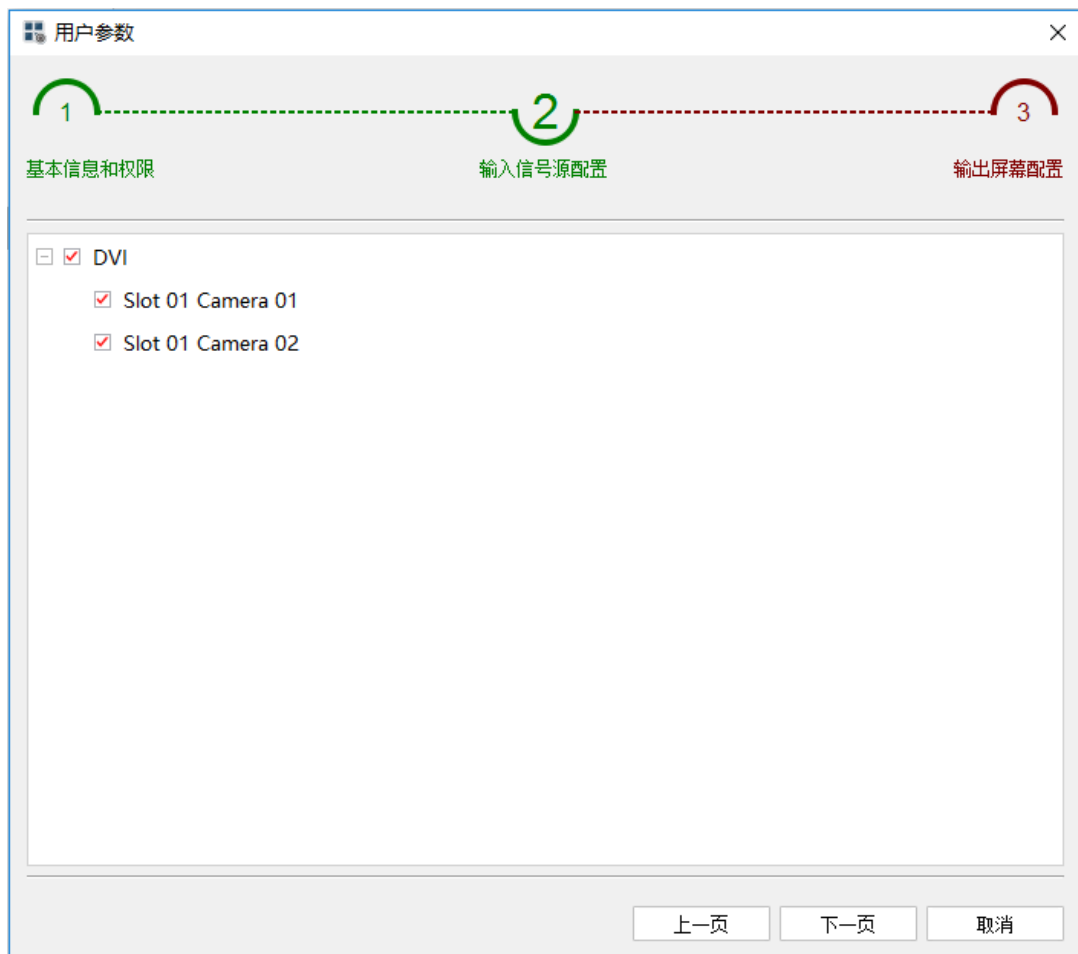 用户参数
1
2
3
基本信息和权限
输入信号源配置
输出屏幕配置
DVI
Slot 01 Camera 01
Slot 01 Camera 02
上一页
下一页
取消